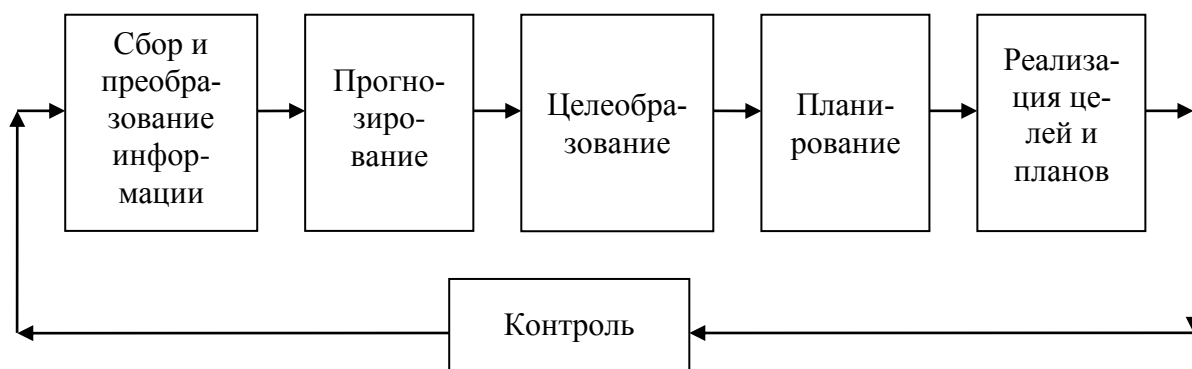 Сбор и
преобра-
зование
инфор-
мации
Прогно-
зиро-
вание
Целеобра-
зование
Плани-
рование
Реализа-
ция це-
лей и
планов
Контроль